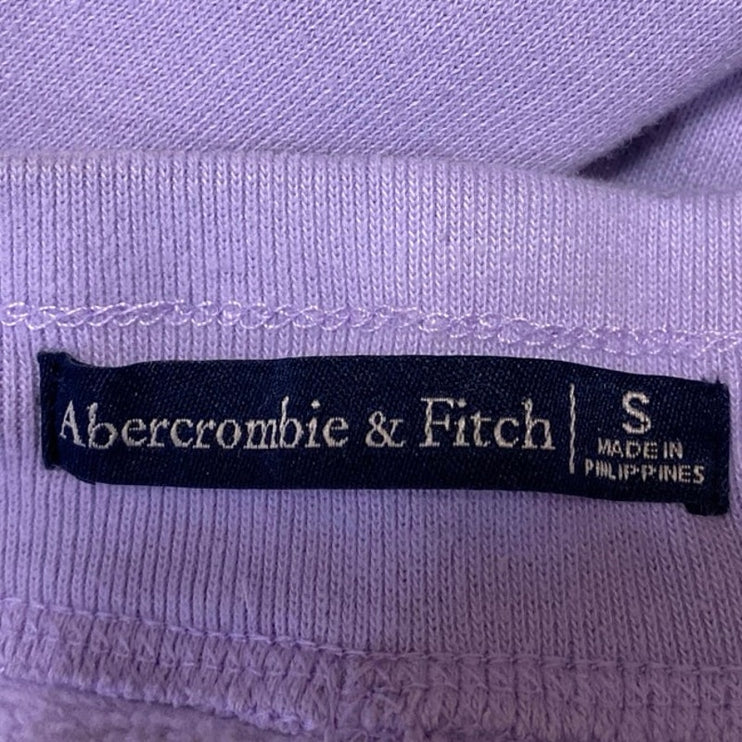 Abercrombie & Fitch
S
MADE IN
PHILIPPINES